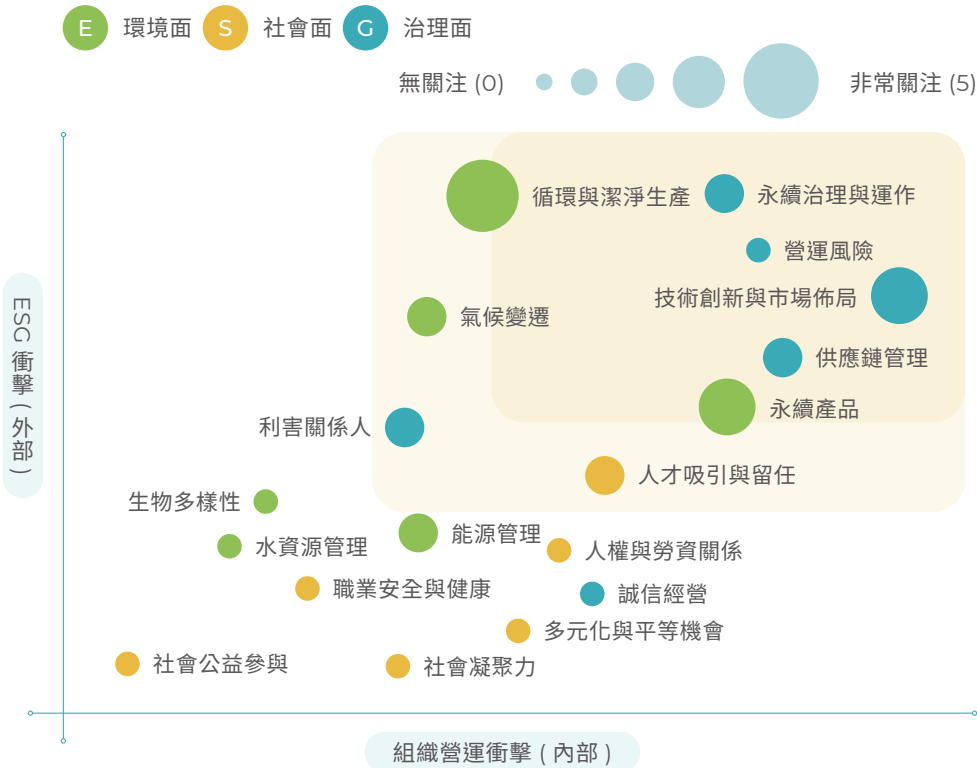 E 環境面 S 社會面 G 治理面
無關注 (0) 非常關注 (5)
循環與潔淨生產
永續治理與運作
營運風險
技術創新與市場佈局
氣候變遷
供應鏈管理
永續產品
利害關係人
人才吸引與留任
生物多樣性
能源管理
水資源管理
人權與勞資關係
職業安全與健康
誠信經營
多元化與平等機會
社會公益參與
社會凝聚力
ESG 衝擊 ( 外部 )
組織營運衝擊 ( 內部 )